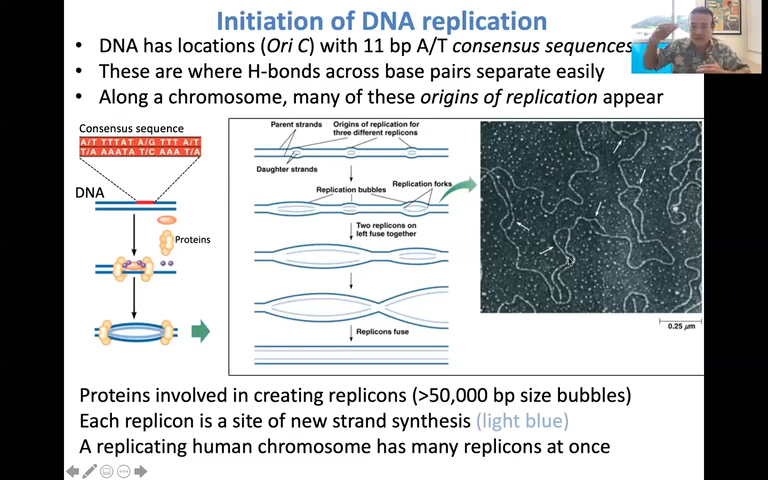 Initiation of DNA replication
• DNA has locations (Ori C) with 11 bp A/T consensus sequences
• These are where H-bonds across base pairs separate easily
• Along a chromosome, many of these origins of replication appear
Consensus sequence
A/T TTTAT A/G TTT A/T
T/A AAATA T/C AAA T/A
DNA
Proteins
Parent strands
Origins of replication for
three different replicons
Daughter strands
Replication bubbles
Replication forks
Two replicons on
left fuse together
Replicons fuse
0.25 μm
Proteins involved in creating replicons (>50,000 bp size bubbles)
Each replicon is a site of new strand synthesis (light blue)
A replicating human chromosome has many replicons at once